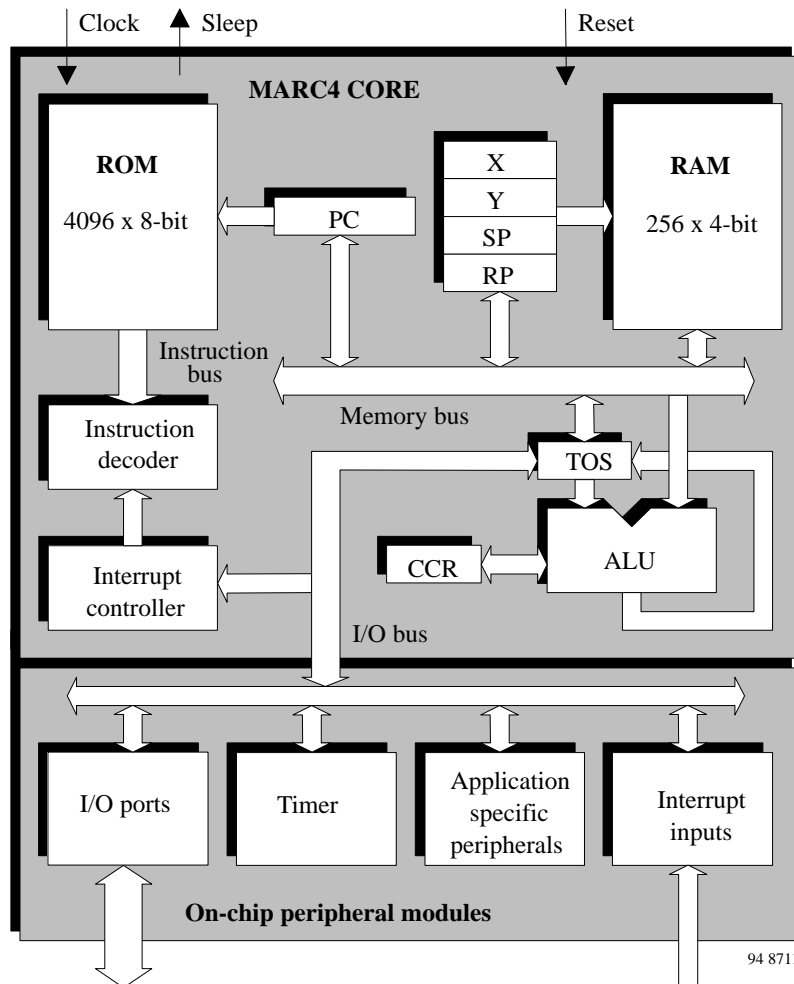 Clock
Sleep
Reset
MARC4 CORE
ROM
4096 x 8-bit
PC
X
Y
SP
RP
RAM
256 x 4-bit
Instruction
bus
Memory bus
Instruction
decoder
TOS
CCR
ALU
Interrupt
controller
I/O bus
I/O ports
Timer
Application
specific
peripherals
Interrupt
inputs
On-chip peripheral modules
94 8711